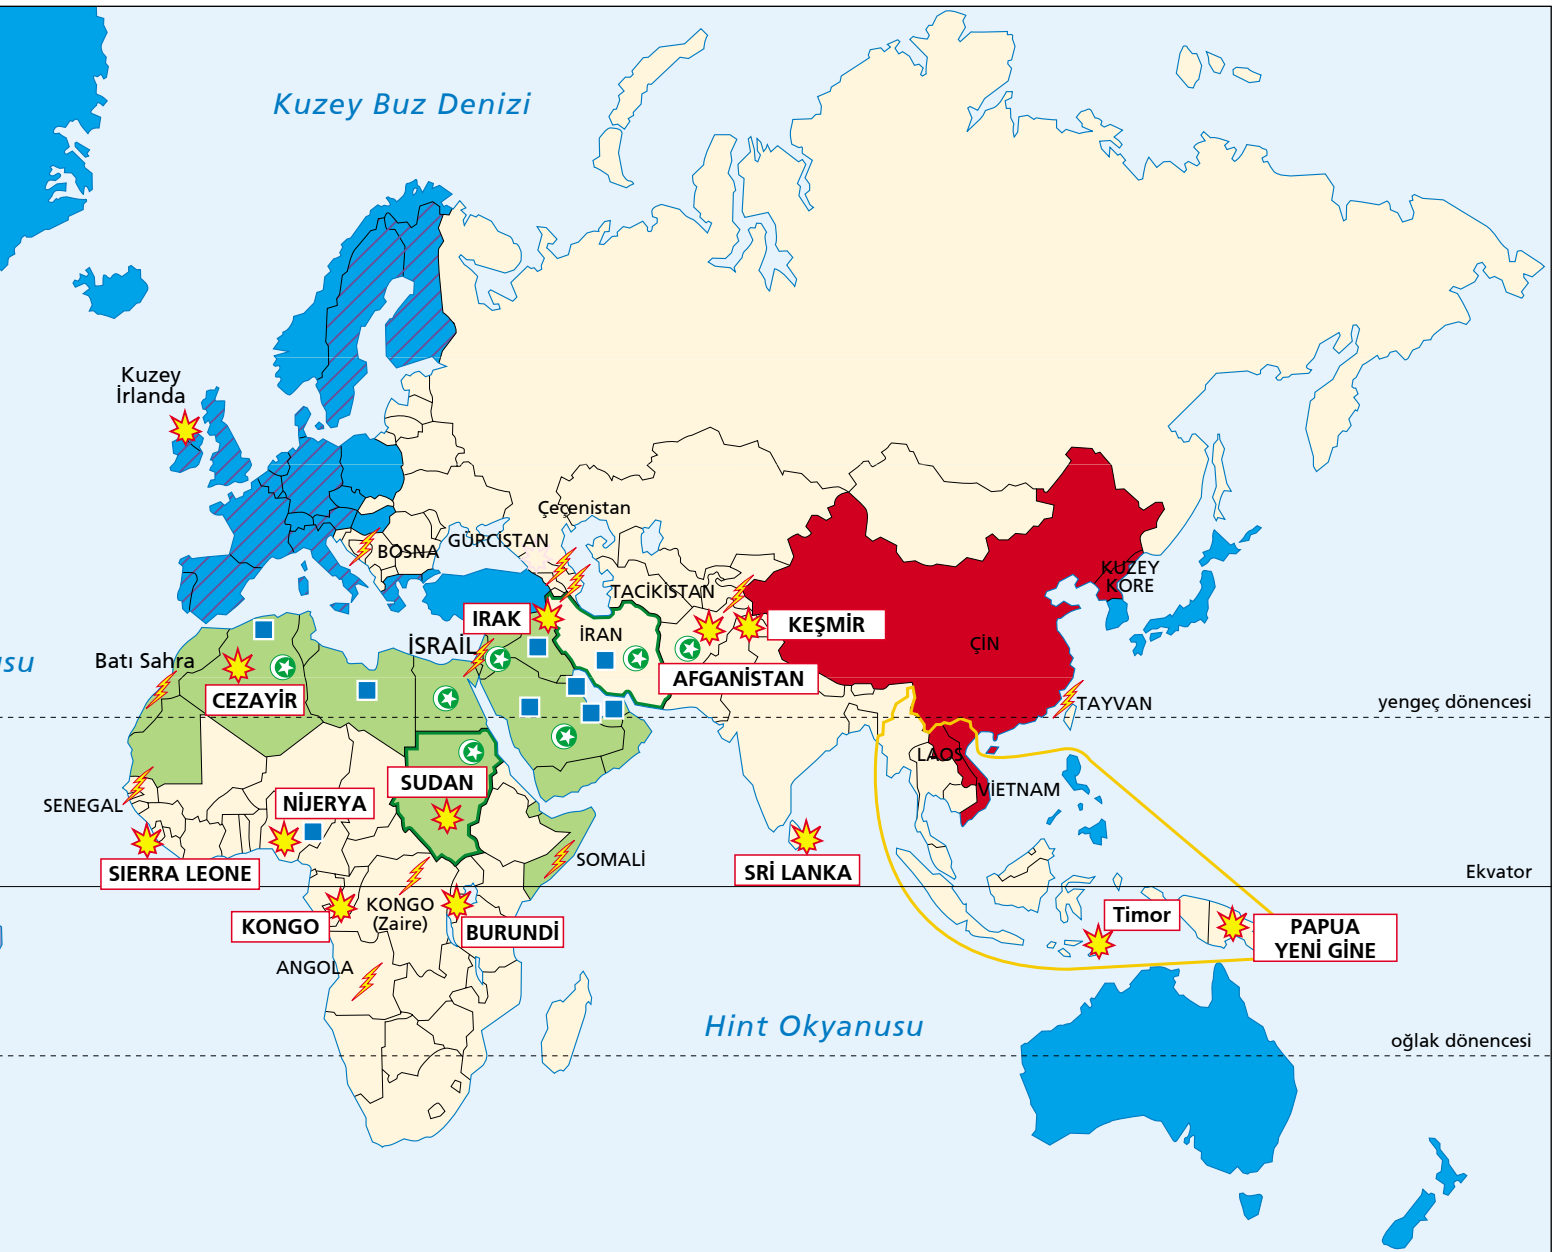 Kuzey Buz Denizi
Kuzey
İrlanda
Çeçenistan
GÜRCİSTAN
BOSNA
KUZEY
KORE
TACİKİSTAN
IRAK
KEŞMİR
İRAN
İSRAİL
ÇİN
usu
Batı Sahra
AFGANİSTAN
CEZAYİR
TAYVAN
yengeç dönencesi
LAOS
SUDAN
VİETNAM
SENEGAL
NİJERYA
SOMALİ
SIERRA LEONE
SRİ LANKA
Ekvator
KONGO
(Zaire)
Timor
KONGO
BURUNDİ
PAPUA
YENİ GİNE
ANGOLA
Hint Okyanusu
oğlak dönencesi